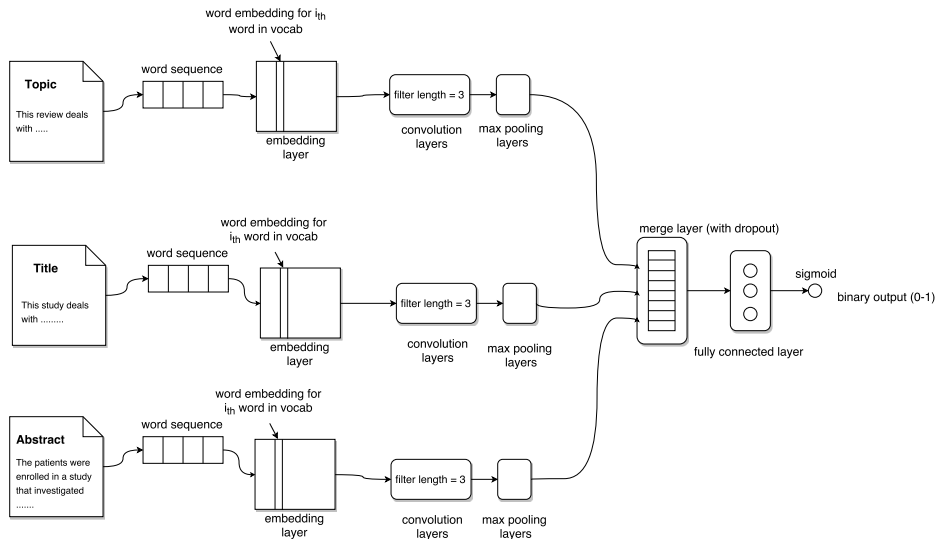 word embedding for ith
word in vocab
Topic
This review deals
with .....
word sequence
embedding
layer
filter length = 3
convolution
layers
max pooling
layers
Title
This study deals
with .........
word sequence
word embedding for
ith word in vocab
embedding
layer
filter length = 3
convolution
layers
max pooling
layers
Abstract
The patients were
enrolled in a study
that investigated
.......
word sequence
word embedding for
ith word in vocab
embedding
layer
filter length = 3
convolution
layers
max pooling
layers
merge layer (with dropout)
fully connected layer
sigmoid
binary output (0-1)